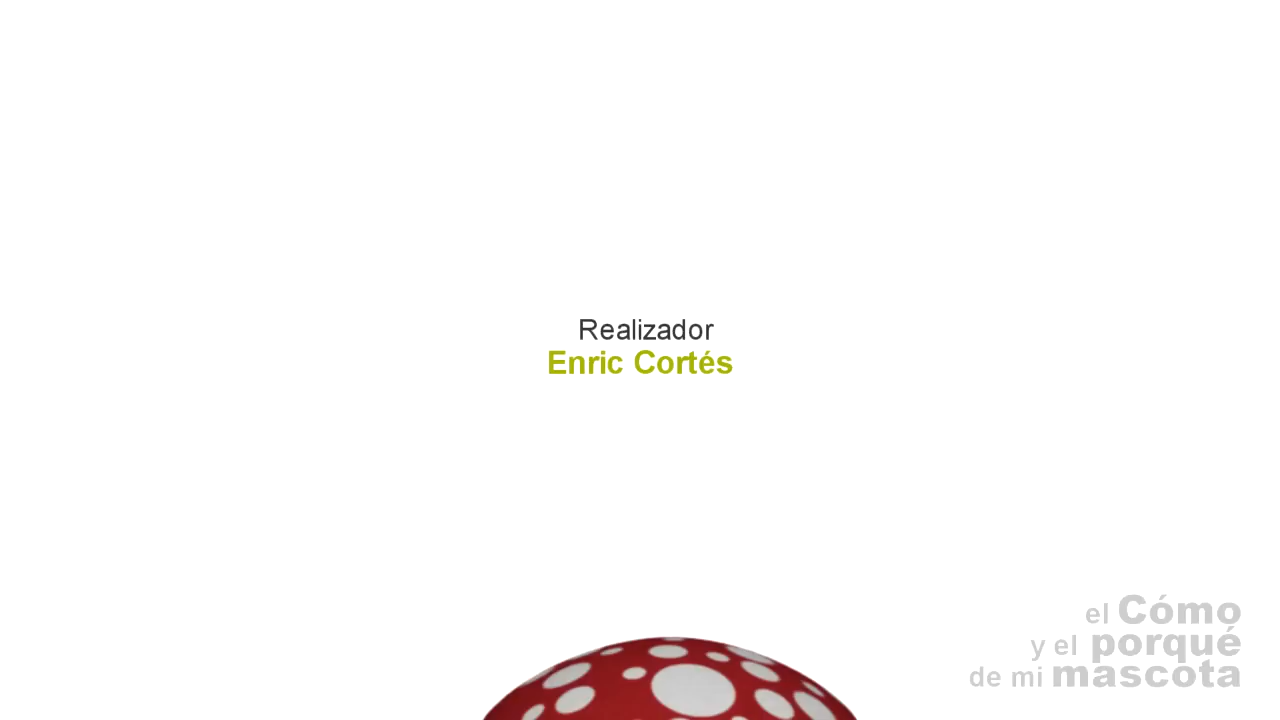 Realizador
Enric Cortés
el Cómo
y el porqué
de mi mascota